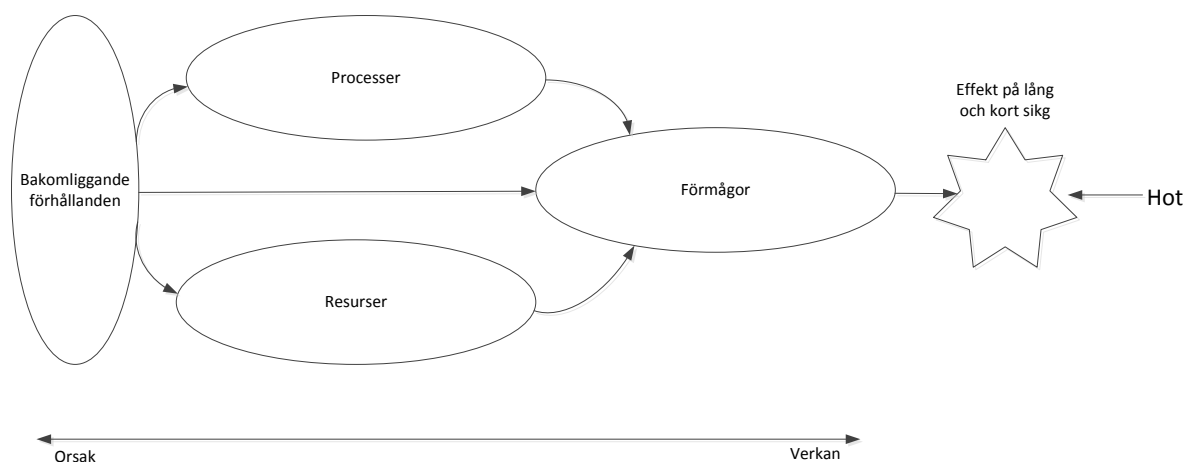 Processer
Effekt på lång
och kort sikg
Bakomliggande
förhållanden
Förmågor
Hot
Resurser
Orsak
Verkan